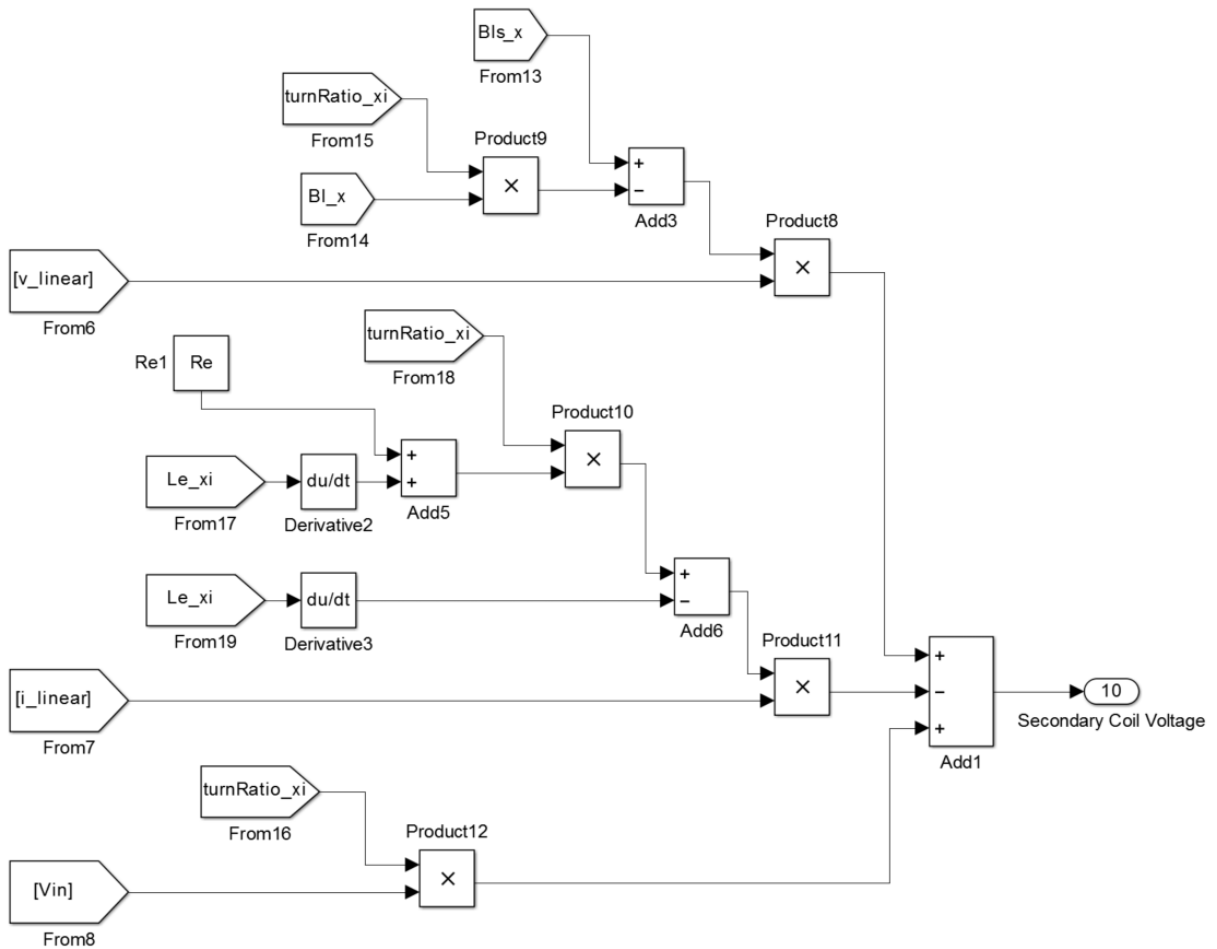 Bls_x
From13
turnRatio_xi
From15
Product9
×
Bl_x
From14
+
−
Add3
Product8
×
[v_linear]
From6
turnRatio_xi
From18
Re1
Re
Product10
×
+
+
Add5
Le_xi
From17
du/dt
Derivative2
Le_xi
From19
du/dt
Derivative3
+
−
Add6
Product11
×
[i_linear]
From7
+
−
+
Add1
10
Secondary Coil Voltage
turnRatio_xi
From16
Product12
×
[Vin]
From8